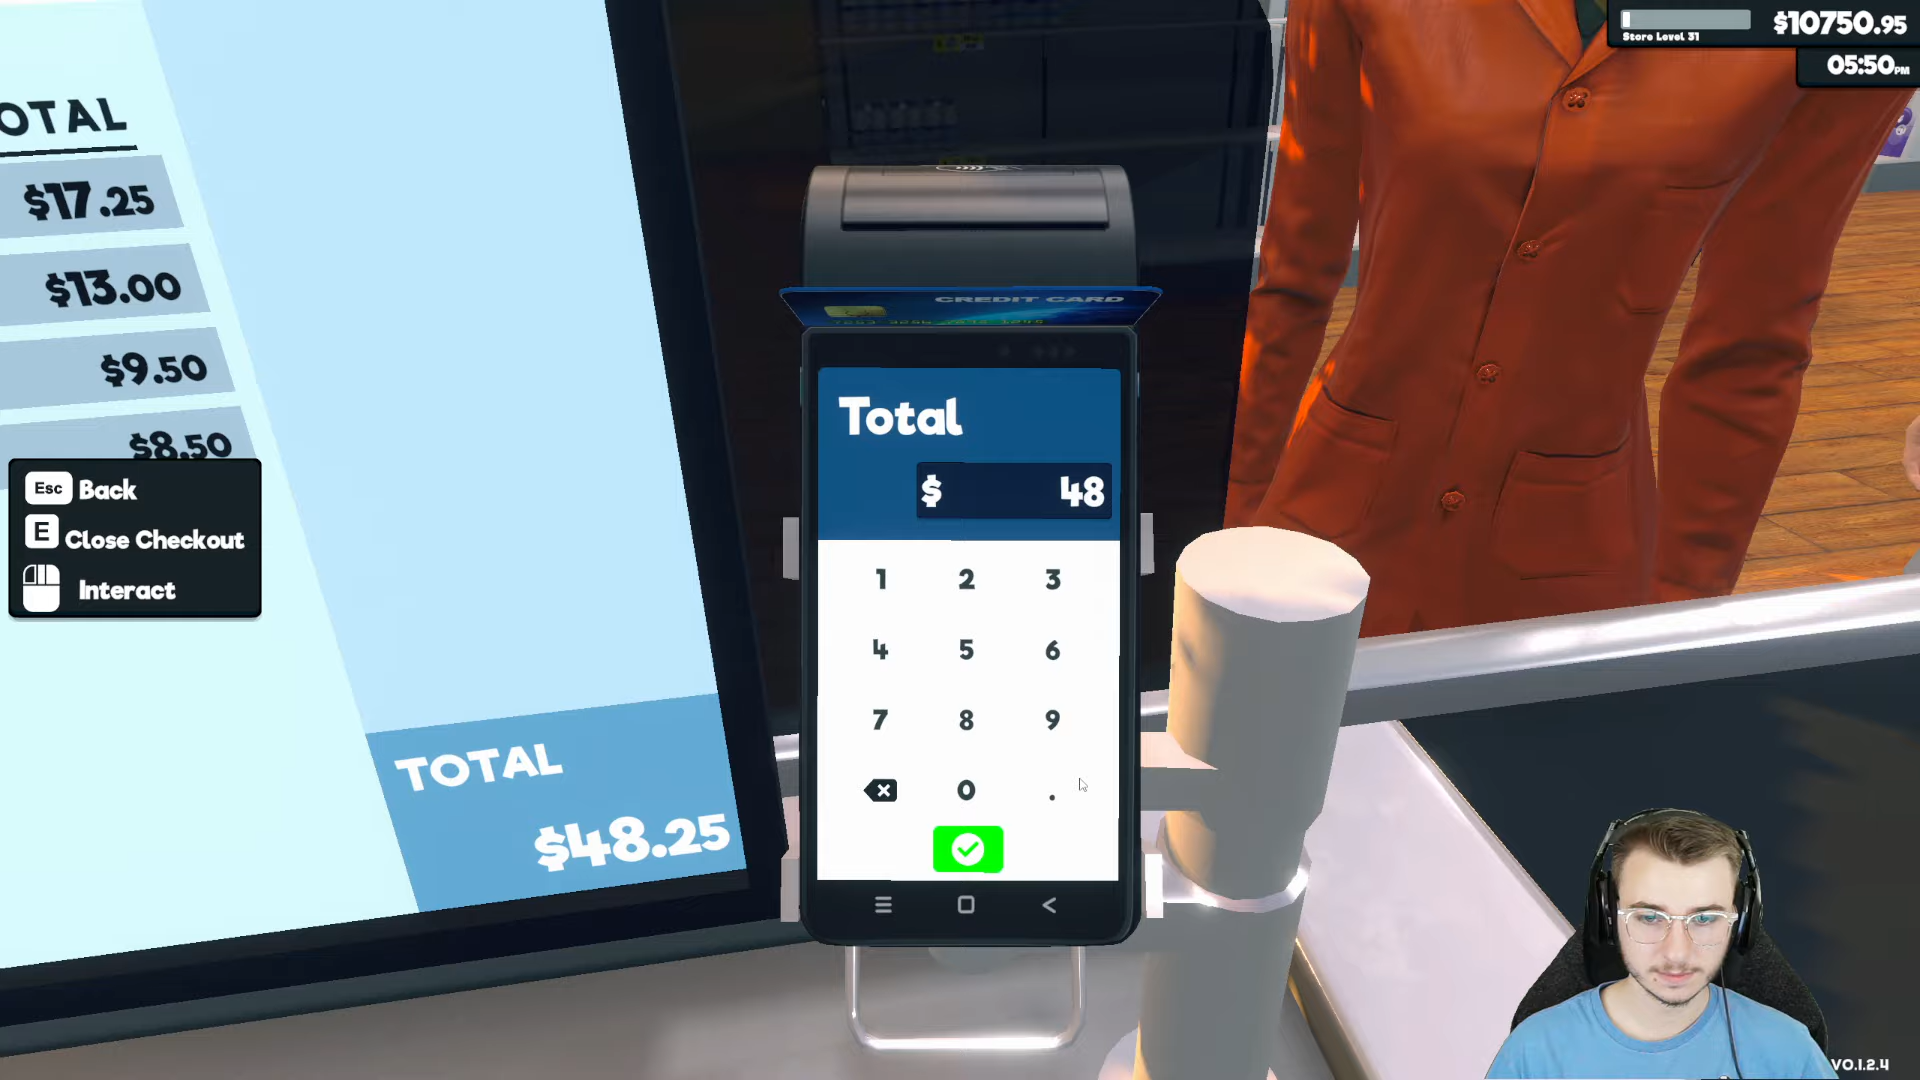 OTAL
$17.25
$13.00
$9.50
$8.50
Esc Back
E Close Checkout
Interact
TOTAL
$48.25
CREDIT CARD
Total
$ 48
1 2 3
4 5 6
7 8 9
0 .
Store Level 31
$10750.95
05:50PM
V0.1.2.4